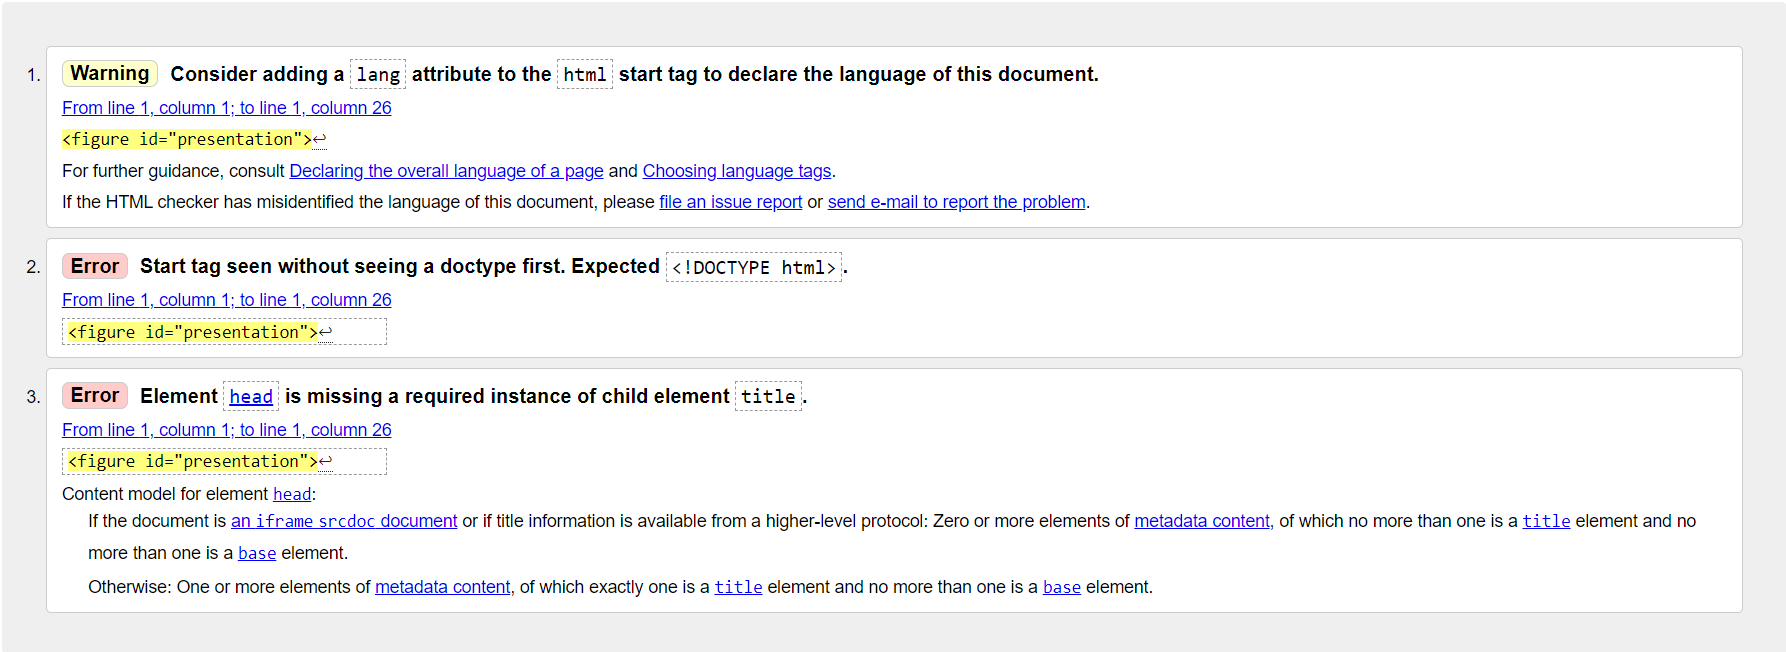 1. Warning Consider adding a lang attribute to the html start tag to declare the language of this document.
From line 1, column 1; to line 1, column 26
<figure id="presentation">↩
For further guidance, consult Declaring the overall language of a page and Choosing language tags.
If the HTML checker has misidentified the language of this document, please file an issue report or send e-mail to report the problem.
2. Error Start tag seen without seeing a doctype first. Expected <!DOCTYPE html>.
From line 1, column 1; to line 1, column 26
<figure id="presentation">↩
3. Error Element head is missing a required instance of child element title.
From line 1, column 1; to line 1, column 26
<figure id="presentation">↩
Content model for element head:
If the document is an iframe srcdoc document or if title information is available from a higher-level protocol: Zero or more elements of metadata content, of which no more than one is a title element and no
more than one is a base element.
Otherwise: One or more elements of metadata content, of which exactly one is a title element and no more than one is a base element.